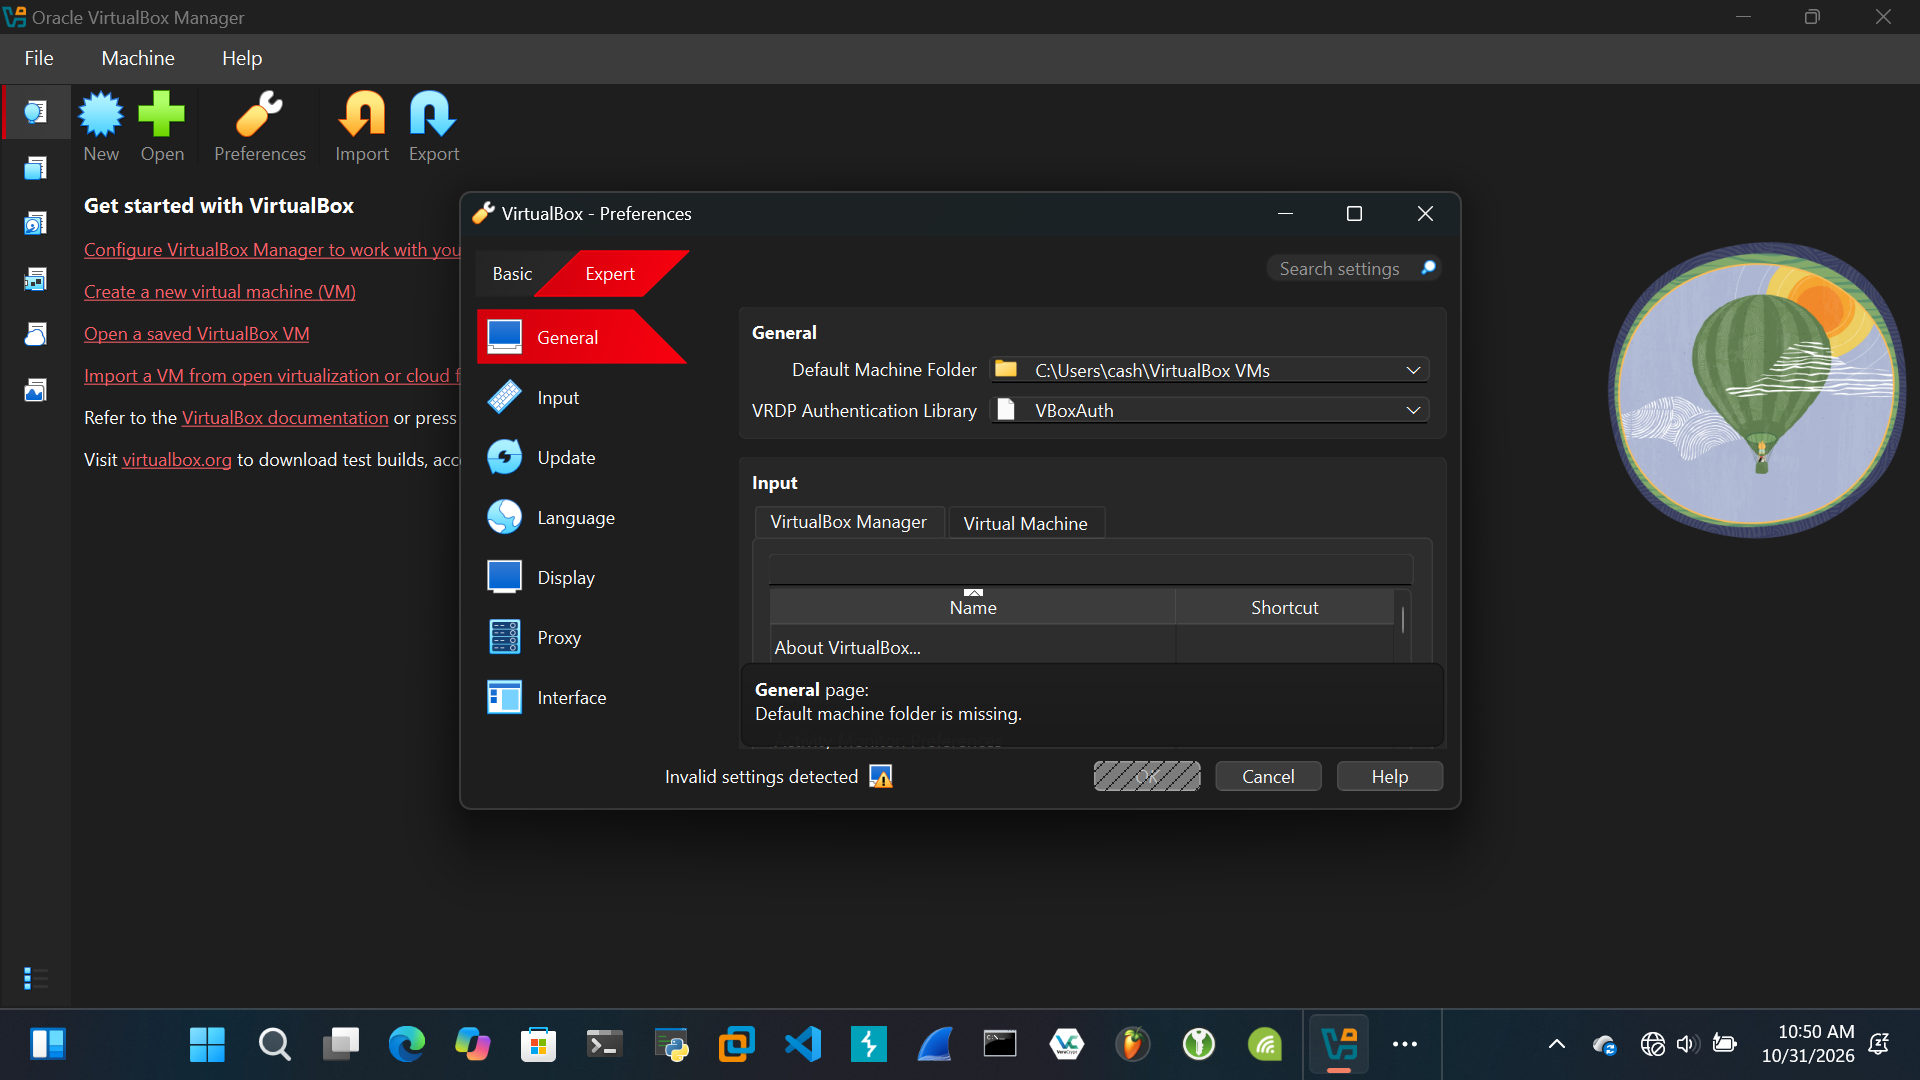 Oracle VirtualBox Manager
File Machine Help
New Open Preferences Import Export
Get started with VirtualBox
Configure VirtualBox Manager to work with you
Create a new virtual machine (VM)
Open a saved VirtualBox VM
Import a VM from open virtualization or cloud f
Refer to the VirtualBox documentation or press
Visit virtualbox.org to download test builds, acc
VirtualBox - Preferences
Basic Expert
Search settings
General
Input
Update
Language
Display
Proxy
Interface
General
Default Machine Folder C:\Users\cash\VirtualBox VMs
VRDP Authentication Library VBoxAuth
Input
VirtualBox Manager Virtual Machine
Name Shortcut
About VirtualBox...
General page:
Default machine folder is missing.
Invalid settings detected OK Cancel Help
10:50 AM
10/31/2026